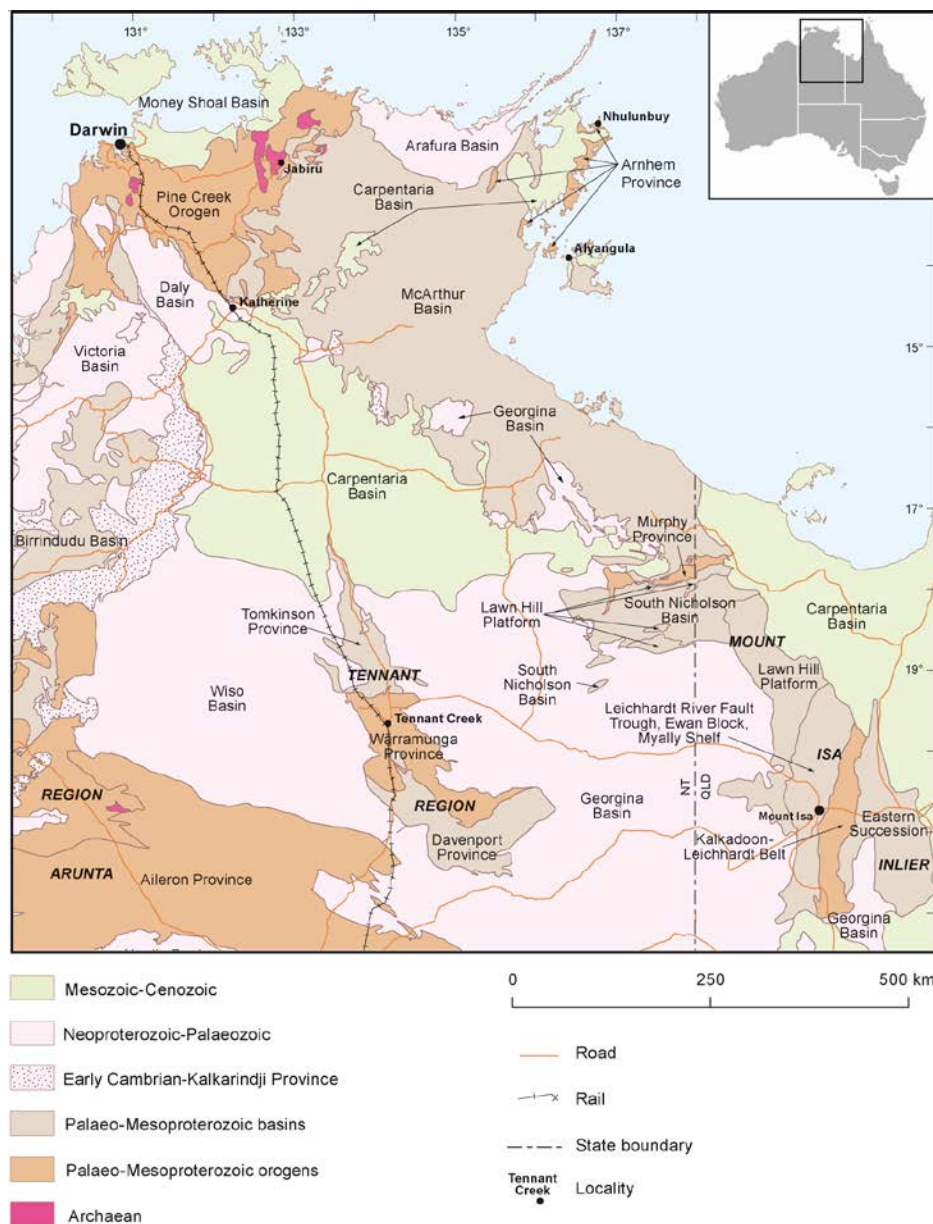 131°
133°
135°
137°
Money Shoal Basin
Darwin
Nhulunbuy
Arafura Basin
Jabiru
Arnhem
Province
Carpentaria
Basin
Pine Creek
Orogen
Alyangula
Daly
Basin
Katherine
McArthur
Basin
Victoria
Basin
15°
Georgina
Basin
Carpentaria
Basin
17°
Murphy
Province
Birrindudu Basin
Lawn Hill
Platform
South Nicholson
Basin
Carpentaria
Basin
Tomkinson
Province
MOUNT
TENNANT
South
Nicholson
Basin
Lawn Hill
Platform
19°
Wiso
Basin
Leichhardt River Fault
Trough, Ewan Block,
Myally Shelf
Tennant Creek
Warramunga
Province
ISA
NT
QLD
REGION
REGION
Georgina
Basin
Mount Isa
Eastern
Succession
Kalkadoon-
Leichhardt Belt
Davenport
Province
INLIER
ARUNTA
Aileron Province
Georgina
Basin
0 250 500 km
Mesozoic-Cenozoic
Neoproterozoic-Palaeozoic
Early Cambrian-Kalkarindji Province
Palaeo-Mesoproterozoic basins
Palaeo-Mesoproterozoic orogens
Archaean
Road
Rail
State boundary
Tennant
Creek
Locality